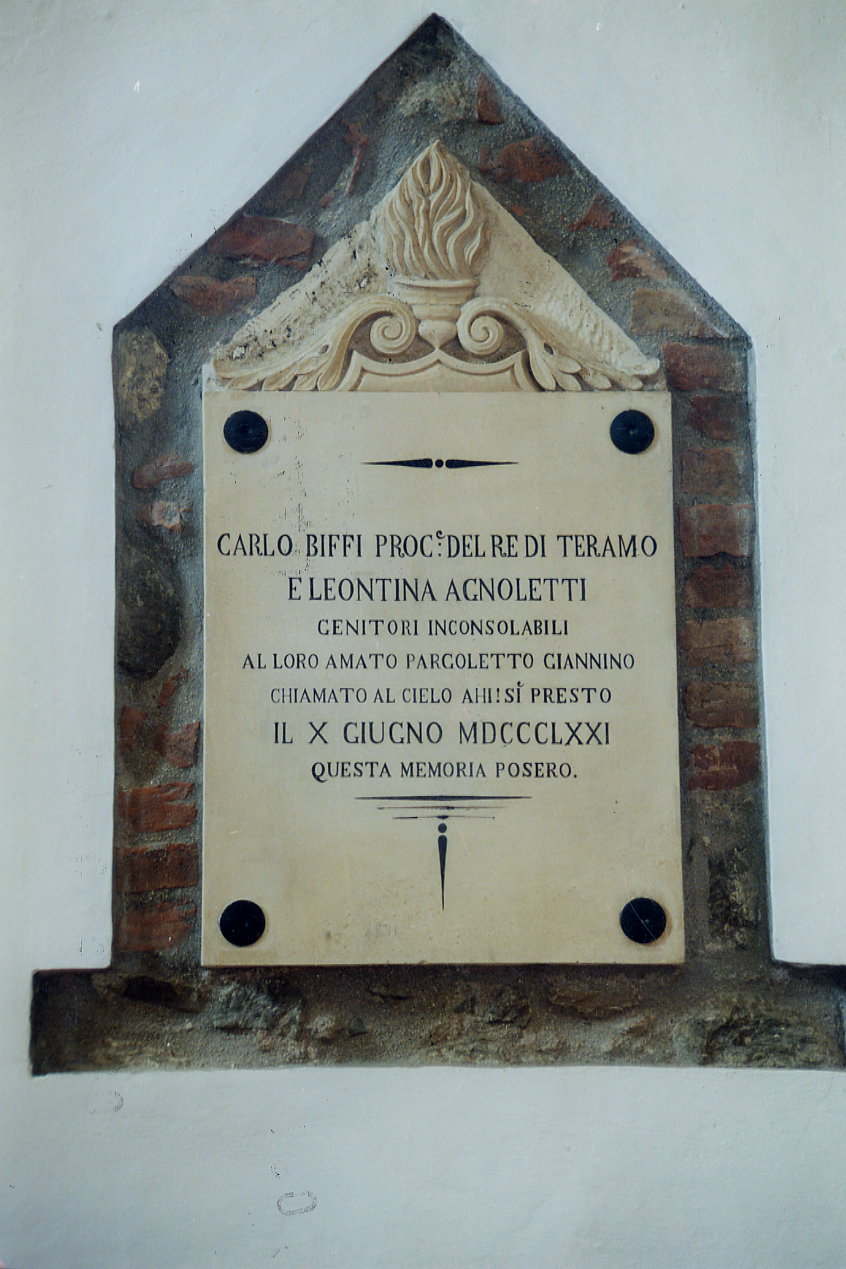 CARLO BIFFI PROC.e DEL RE DI TERAMO
E LEONTINA AGNOLETTI
GENITORI INCONSOLABILI
AL LORO AMATO PARGOLETTO GIANNINO
CHIAMATO AL CIELO AHI! SÌ PRESTO
IL X GIUGNO MDCCCLXXI
QUESTA MEMORIA POSERO.